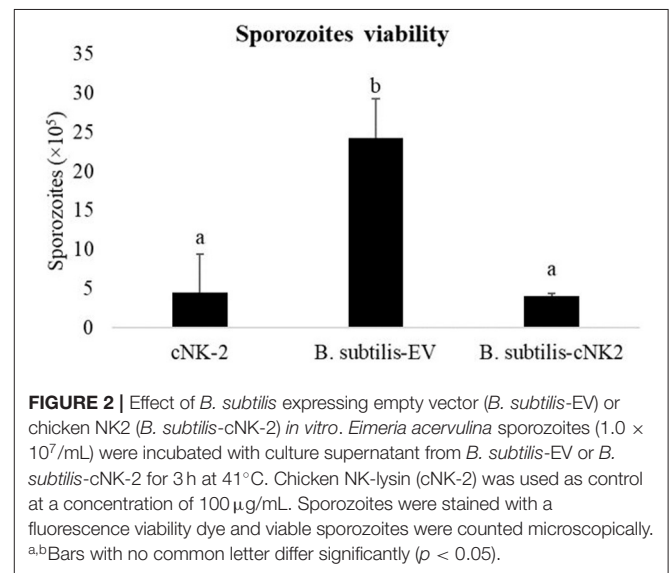 Sporozoites viability
35
30
25
20
15
10
5
0
Sporozoites (×10⁵)
a
b
a
cNK-2
B. subtilis-EV
B. subtilis-cNK2
FIGURE 2 | Effect of B. subtilis expressing empty vector (B. subtilis-EV) or
chicken NK2 (B. subtilis-cNK-2) in vitro. Eimeria acervulina sporozoites (1.0 ×
10⁷/mL) were incubated with culture supernatant from B. subtilis-EV or B.
subtilis-cNK-2 for 3 h at 41°C. Chicken NK-lysin (cNK-2) was used as control
at a concentration of 100 μg/mL. Sporozoites were stained with a
fluorescence viability dye and viable sporozoites were counted microscopically.
ᵃ,ᵇBars with no common letter differ significantly (p < 0.05).